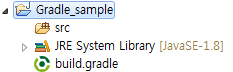 Gradle_sample
src
JRE System Library [JavaSE-1.8]
build.gradle